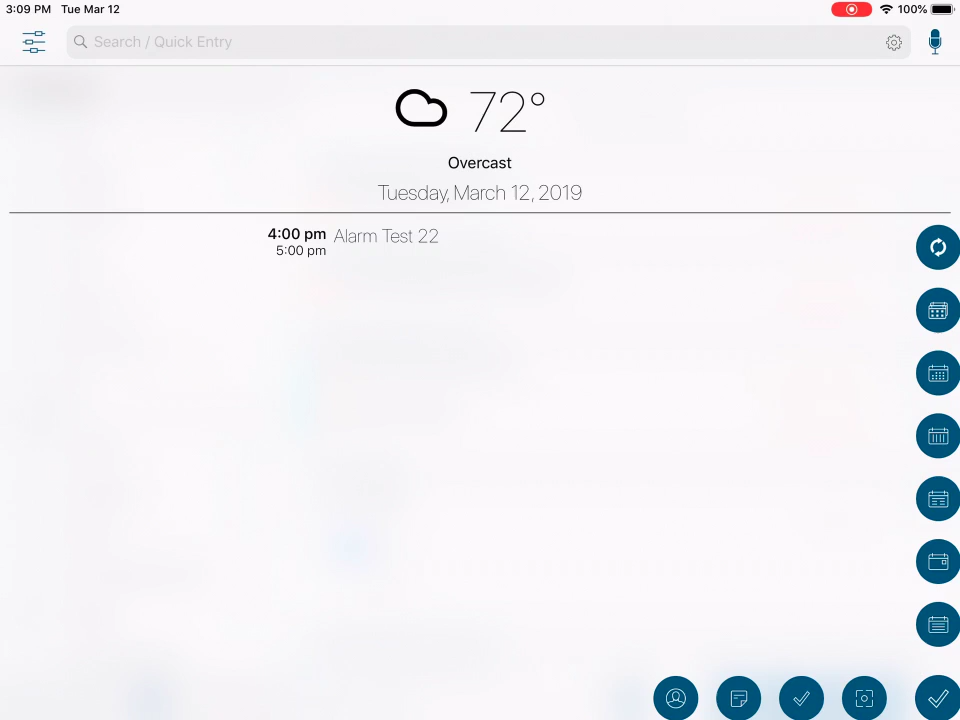 3:09 PM Tue Mar 12 100%
Search / Quick Entry
72°
Overcast
Tuesday, March 12, 2019
4:00 pm Alarm Test 22
5:00 pm